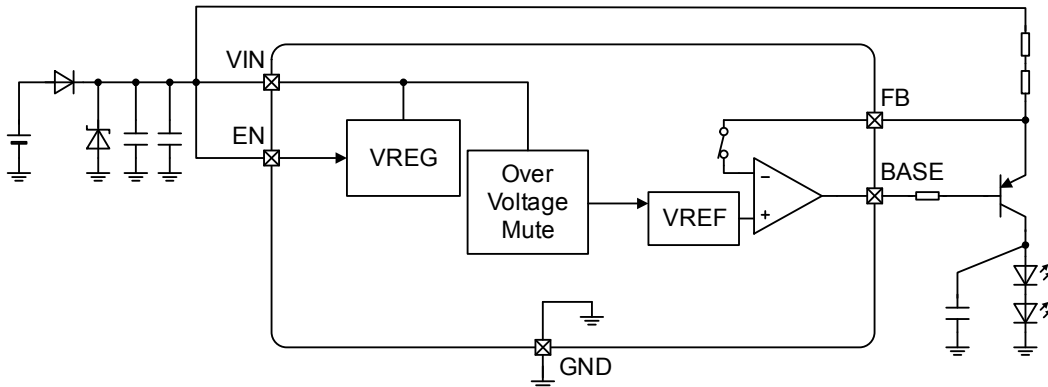 VIN
FB
EN
VREG
BASE
Over
Voltage
Mute
VREF
−
+
GND